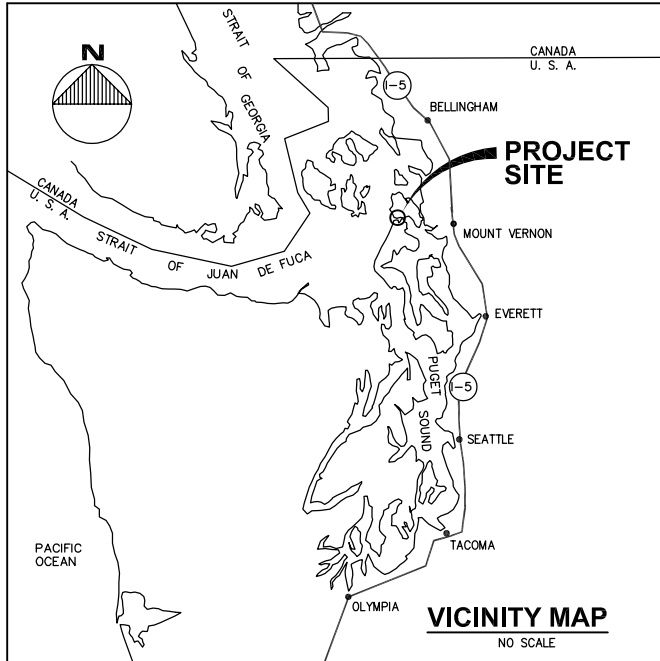 N
STRAIT OF GEORGIA
CANADA
U. S. A.
I-5
BELLINGHAM
PROJECT
SITE
CANADA
U. S. A.
STRAIT OF JUAN DE FUCA
MOUNT VERNON
EVERETT
PUGET SOUND
I-5
SEATTLE
PACIFIC
OCEAN
TACOMA
OLYMPIA
VICINITY MAP
NO SCALE